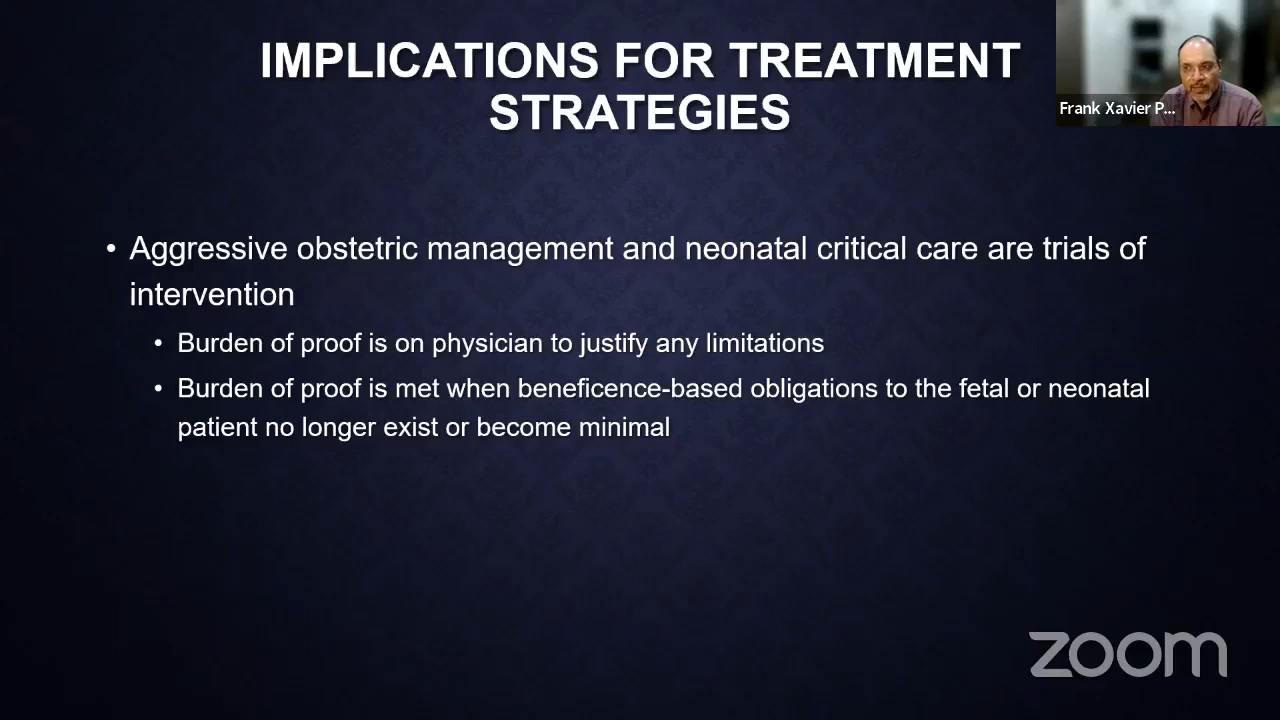 IMPLICATIONS FOR TREATMENT
STRATEGIES
Frank Xavier P...
• Aggressive obstetric management and neonatal critical care are trials of
intervention
• Burden of proof is on physician to justify any limitations
• Burden of proof is met when beneficence-based obligations to the fetal or neonatal
patient no longer exist or become minimal
zoom